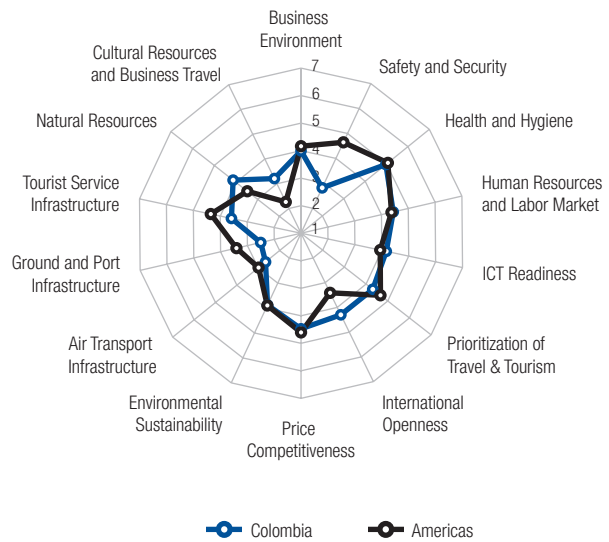 Business
Environment
7
6
5
4
3
2
1
Safety and Security
Health and Hygiene
Human Resources
and Labor Market
ICT Readiness
Prioritization of
Travel & Tourism
International
Openness
Price
Competitiveness
Environmental
Sustainability
Air Transport
Infrastructure
Ground and Port
Infrastructure
Tourist Service
Infrastructure
Natural Resources
Cultural Resources
and Business Travel
Colombia
Americas